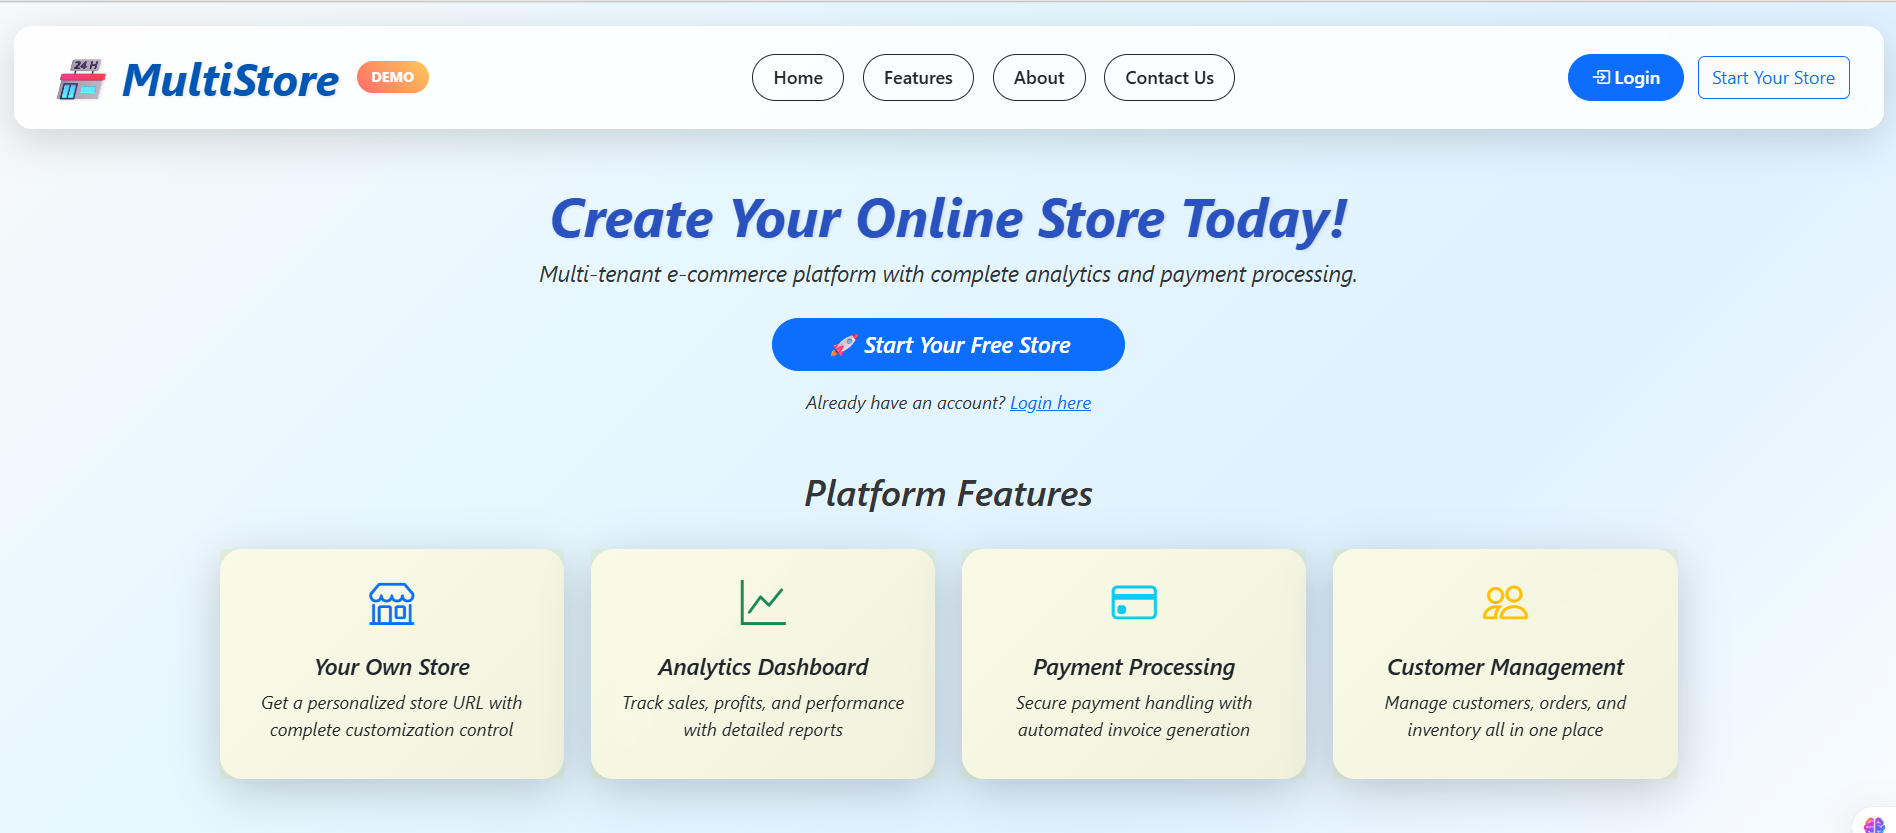 24 H
MultiStore DEMO
Home Features About Contact Us
Login Start Your Store
Create Your Online Store Today!
Multi-tenant e-commerce platform with complete analytics and payment processing.
Start Your Free Store
Already have an account? Login here
Platform Features
Your Own Store
Get a personalized store URL with
complete customization control
Analytics Dashboard
Track sales, profits, and performance
with detailed reports
Payment Processing
Secure payment handling with
automated invoice generation
Customer Management
Manage customers, orders, and
inventory all in one place